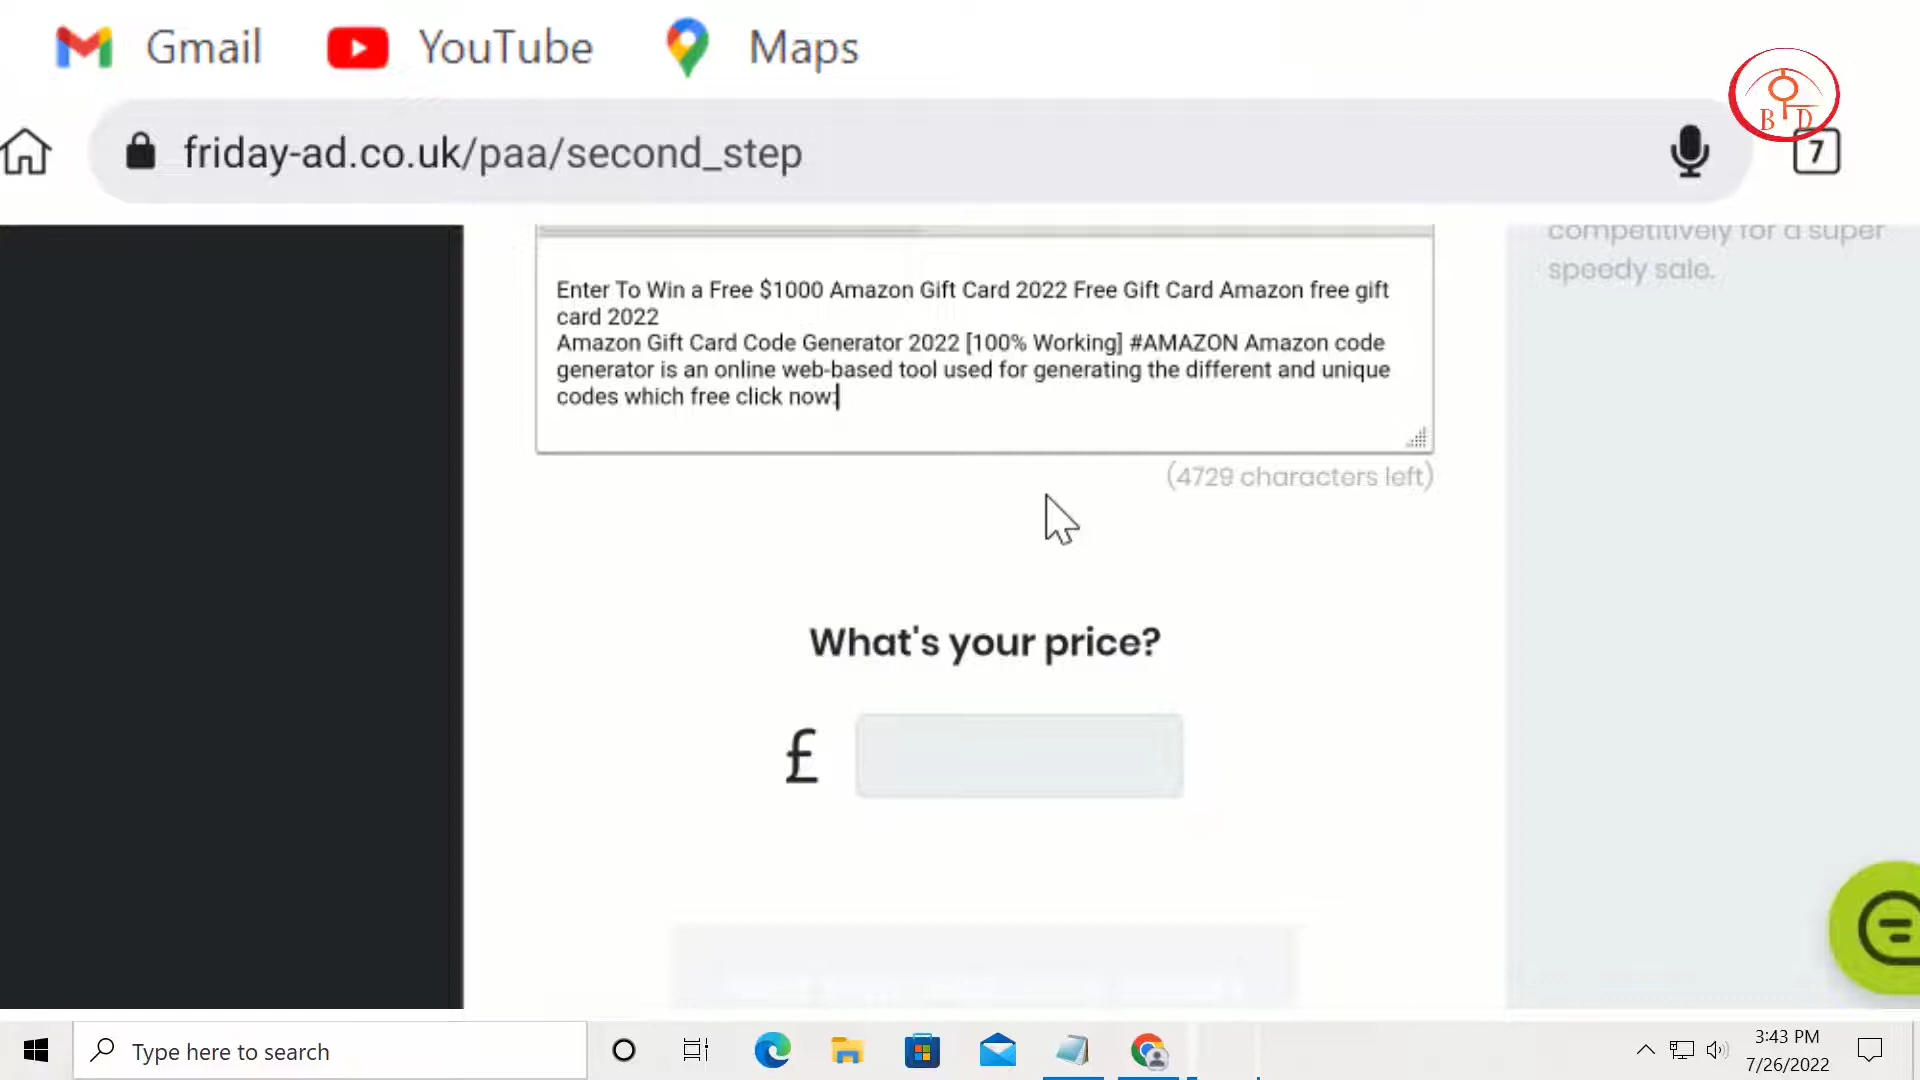 Gmail
YouTube
Maps
B D
friday-ad.co.uk/paa/second_step
7
competitively for a super
speedy sale.
Enter To Win a Free $1000 Amazon Gift Card 2022 Free Gift Card Amazon free gift
card 2022
Amazon Gift Card Code Generator 2022 [100% Working] #AMAZON Amazon code
generator is an online web-based tool used for generating the different and unique
codes which free click now:
(4729 characters left)
What's your price?
£
Type here to search
3:43 PM
7/26/2022